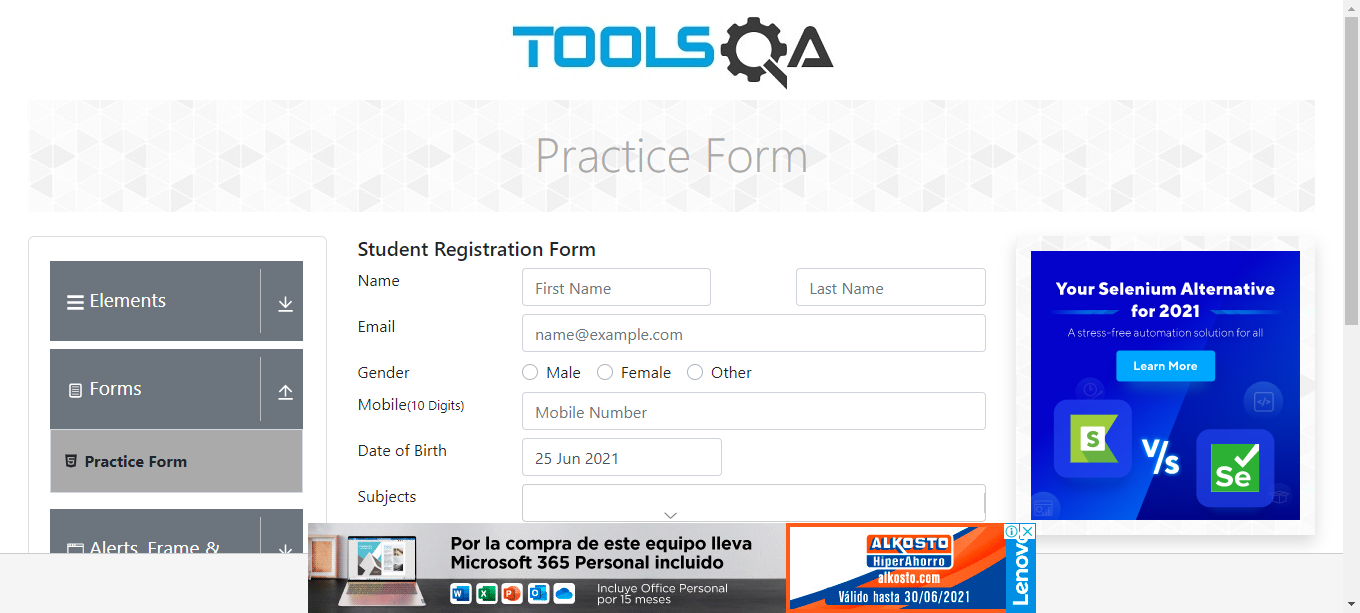 TOOLSQA
Practice Form
Elements
Forms
Practice Form
Alerts, Frame &
Student Registration Form
Name
First Name
Last Name
Email
name@example.com
Gender
Male
Female
Other
Mobile(10 Digits)
Mobile Number
Date of Birth
25 Jun 2021
Subjects
Your Selenium Alternative
for 2021
A stress-free automation solution for all
Learn More
S
V/s
Se
Por la compra de este equipo lleva
Microsoft 365 Personal incluido
Incluye Office Personal
por 15 meses
ALKOSTO
HiperAhorro
alkosto.com
Válido hasta 30/06/2021
Lenovo